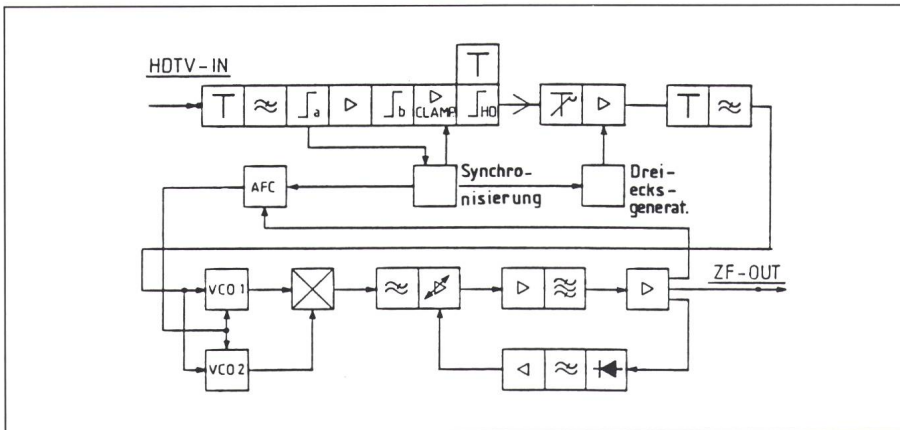 HDTV-IN
a
b
CLAMP
HD
AFC
Synchro-
nisierung
Drei-
ecks-
generat.
ZF-OUT
VCO 1
VCO 2